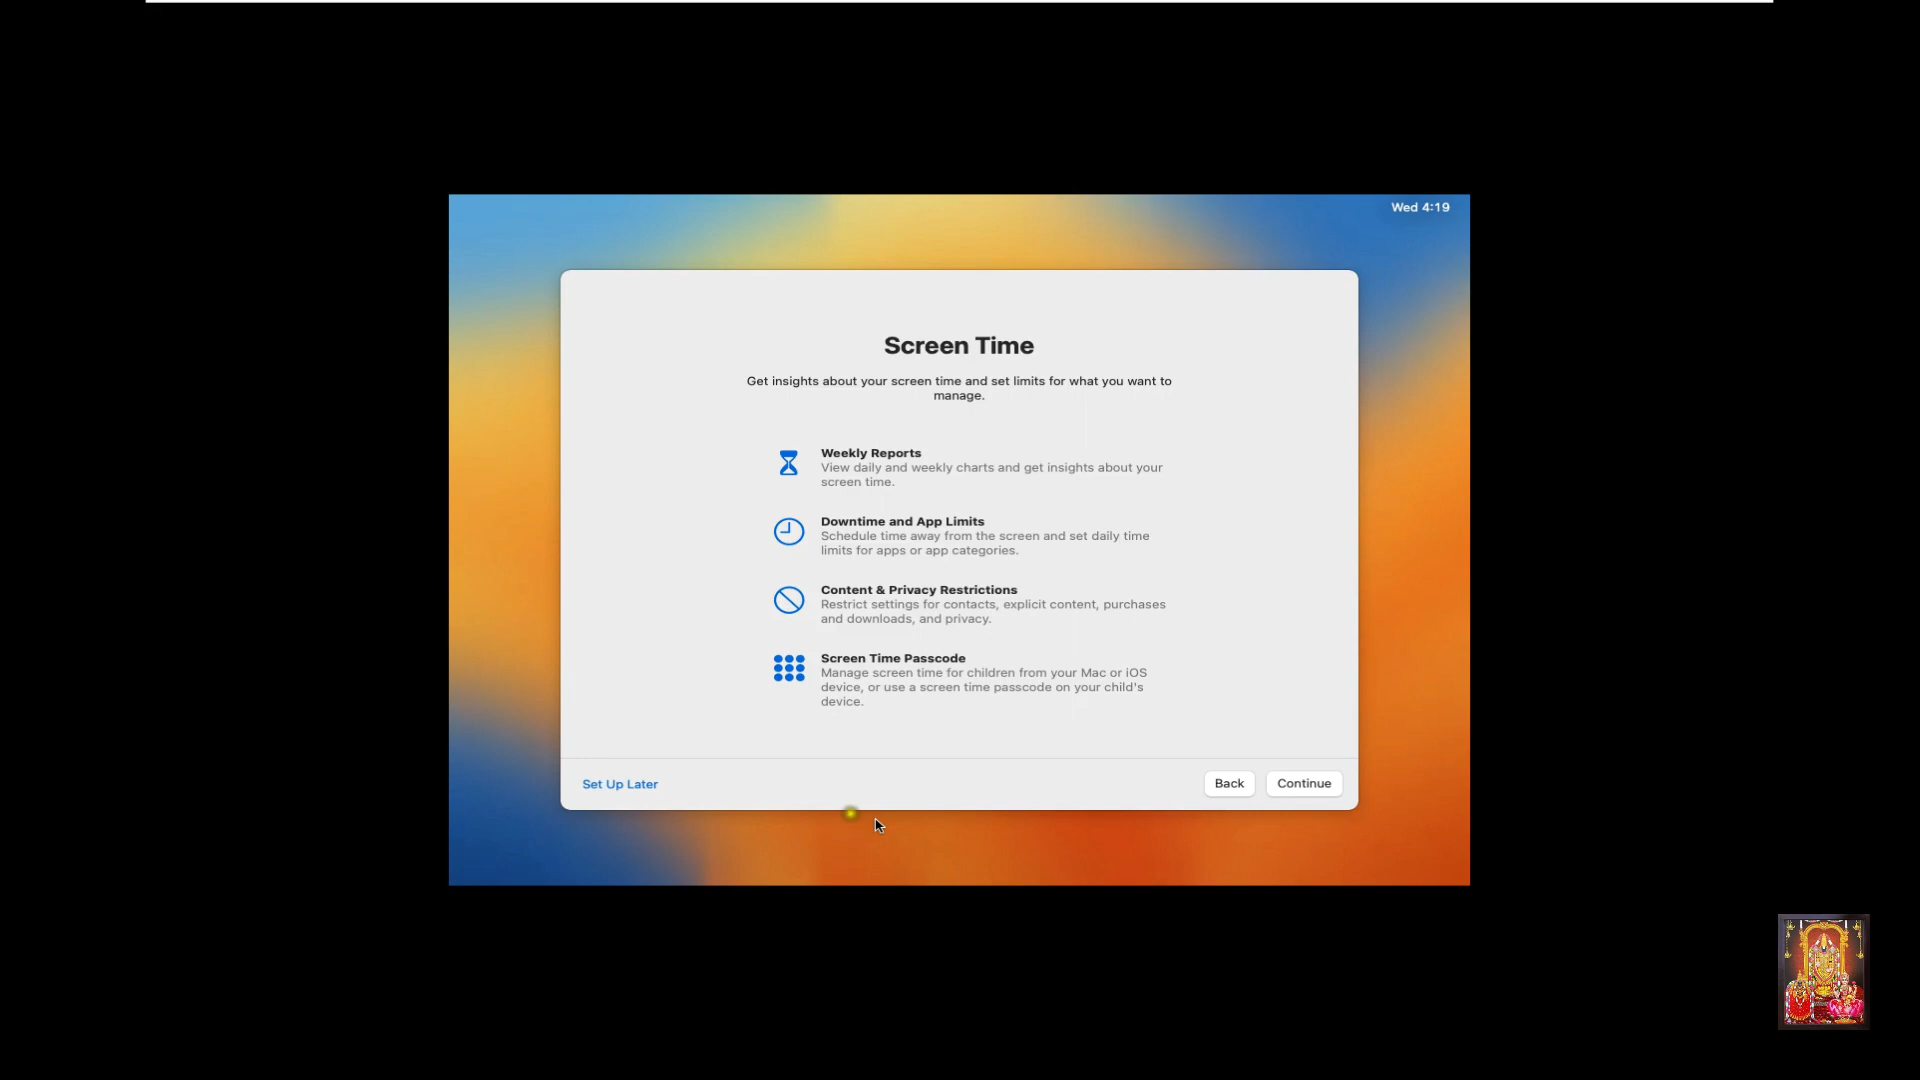 Wed 4:19
Screen Time
Get insights about your screen time and set limits for what you want to
manage.
Weekly Reports
View daily and weekly charts and get insights about your
screen time.
Downtime and App Limits
Schedule time away from the screen and set daily time
limits for apps or app categories.
Content & Privacy Restrictions
Restrict settings for contacts, explicit content, purchases
and downloads, and privacy.
Screen Time Passcode
Manage screen time for children from your Mac or iOS
device, or use a screen time passcode on your child's
device.
Set Up Later
Back
Continue